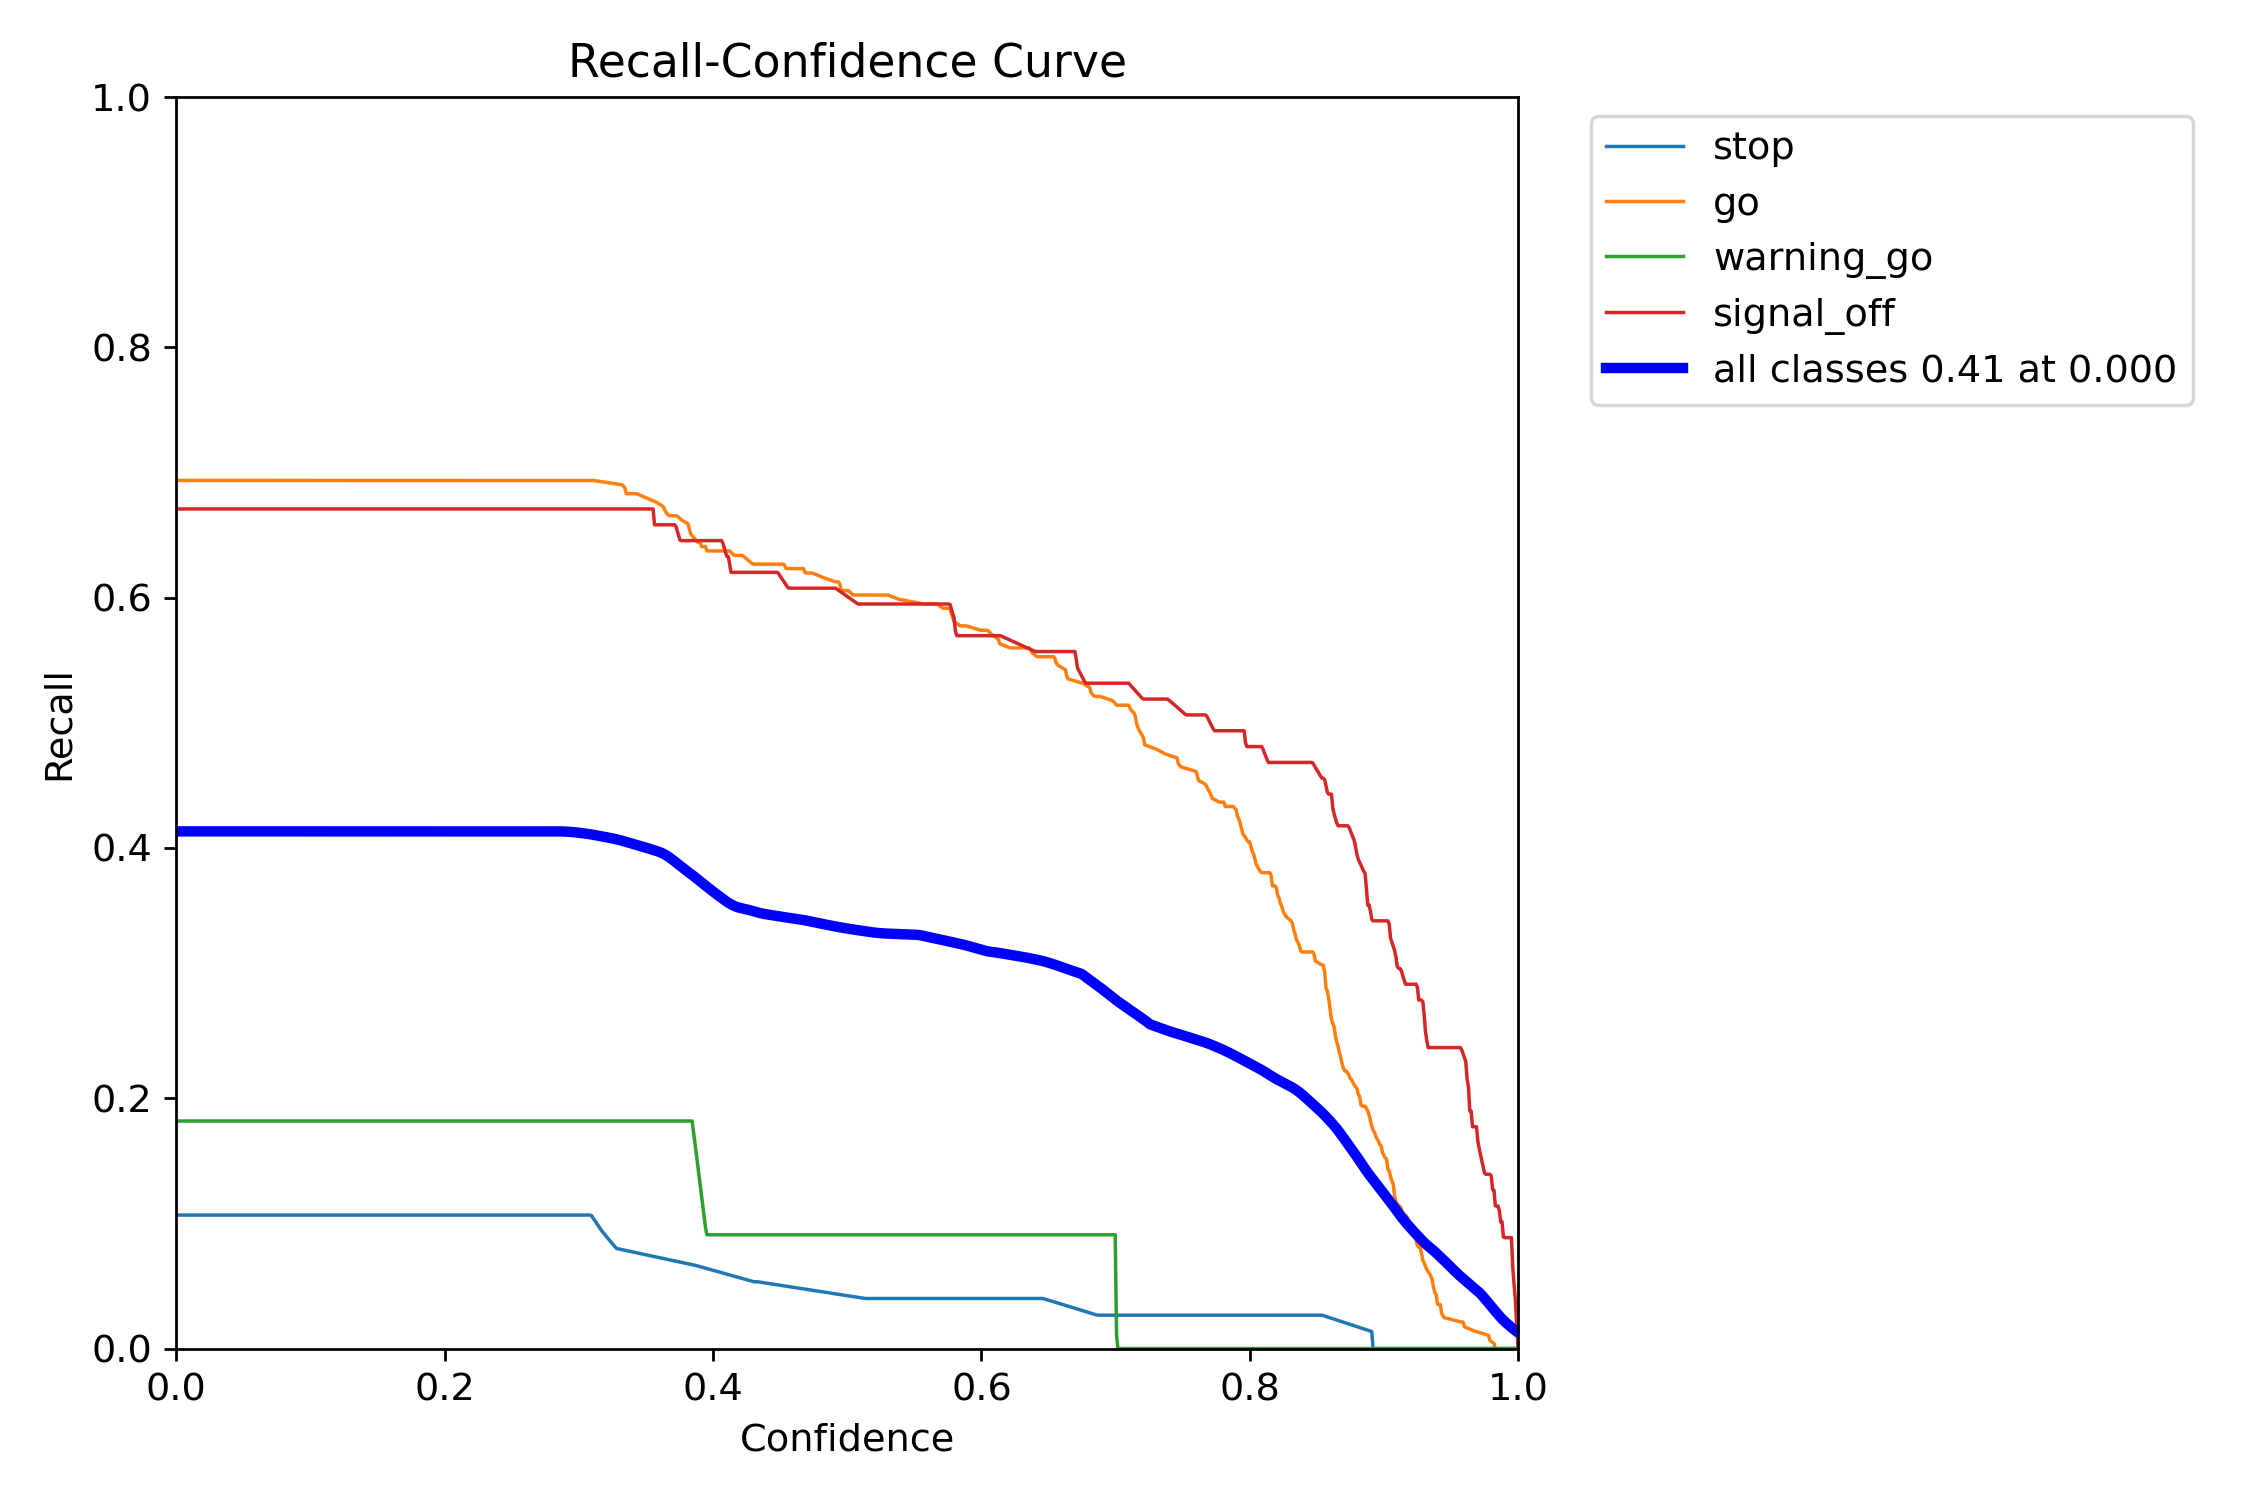 Recall-Confidence Curve
1.0
0.8
0.6
0.4
0.2
0.0
Recall
0.0 0.2 0.4 0.6 0.8 1.0
Confidence
stop
go
warning_go
signal_off
all classes 0.41 at 0.000